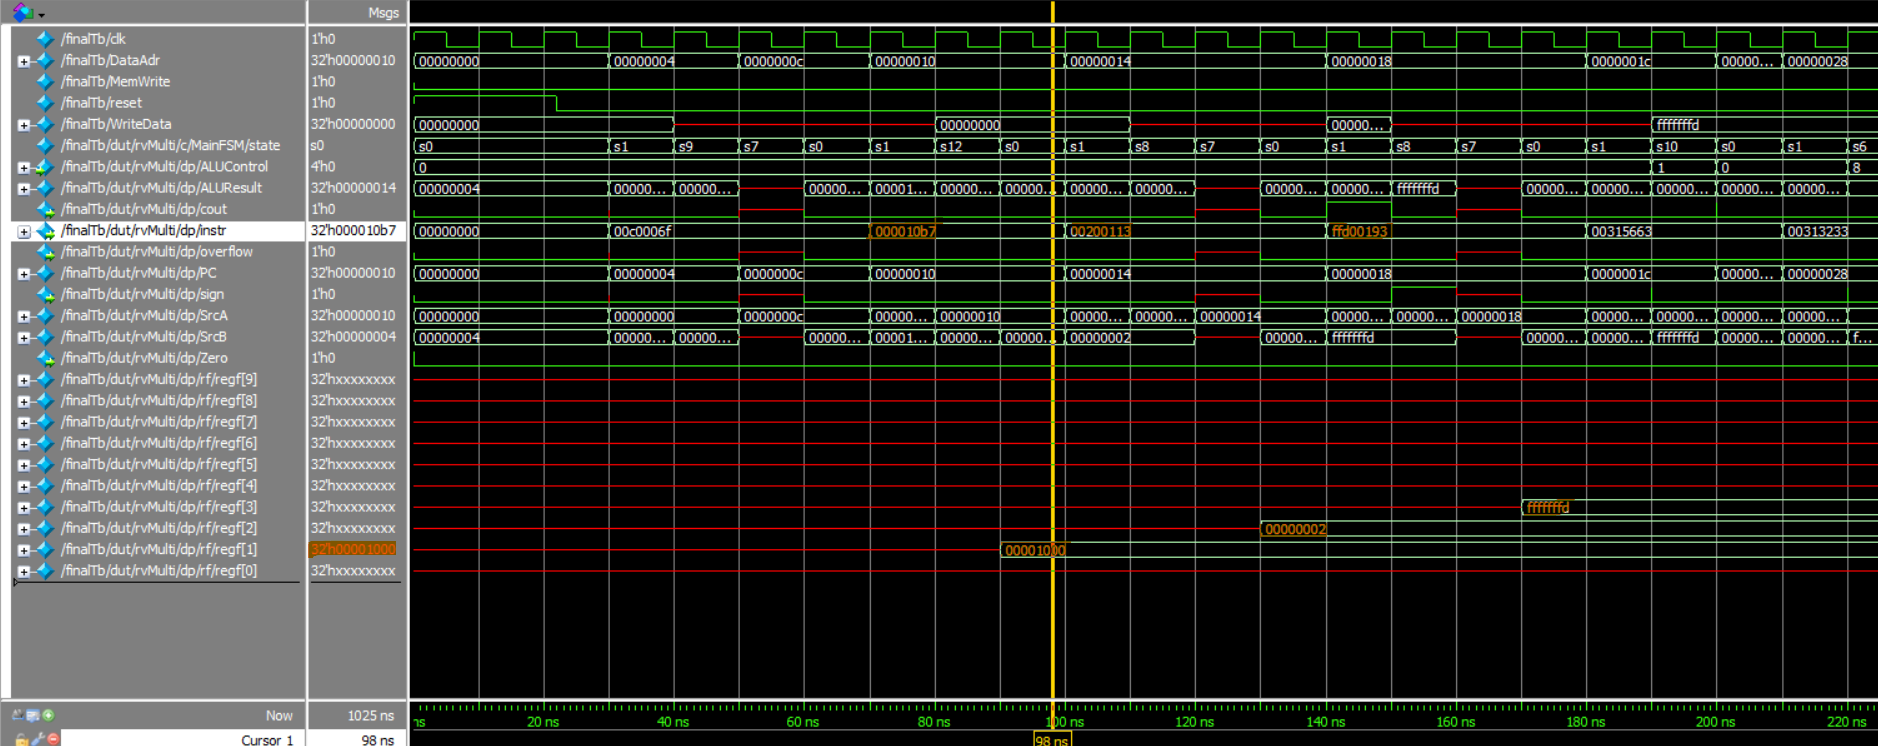 Msgs
/finalTb/clk 1'h0
/finalTb/DataAdr 32'h00000010 00000000 00000004 0000000c 00000010 00000014 00000018 0000001c 00000... 00000028
/finalTb/MemWrite 1'h0
/finalTb/reset 1'h0
/finalTb/WriteData 32'h00000000 00000000 00000000 00000... fffffffd
/finalTb/dut/rvMulti/c/MainFSM/state s0 s0 s1 s9 s7 s0 s1 s12 s0 s1 s8 s7 s0 s1 s8 s7 s0 s1 s10 s0 s1 s6
/finalTb/dut/rvMulti/dp/ALUControl 4'h0 0 1 0 8
/finalTb/dut/rvMulti/dp/ALUResult 32'h00000014 00000004 00000... 00000... 00000... 00001... 00000... 00000... 00000... 00000... 00000... 00000... fffffffd 00000... 00000... 00000... 00000... 00000...
/finalTb/dut/rvMulti/dp/cout 1'h0
/finalTb/dut/rvMulti/dp/instr 32'h000010b7 00000000 00c0006f 000010b7 00200113 ffd00193 00315663 00313233
/finalTb/dut/rvMulti/dp/overflow 1'h0
/finalTb/dut/rvMulti/dp/PC 32'h00000010 00000000 00000004 0000000c 00000010 00000014 00000018 0000001c 00000... 00000028
/finalTb/dut/rvMulti/dp/sign 1'h0
/finalTb/dut/rvMulti/dp/SrcA 32'h00000010 00000000 00000000 0000000c 00000... 00000010 00000... 00000... 00000014 00000... 00000... 00000018 00000... 00000... 00000... 00000...
/finalTb/dut/rvMulti/dp/SrcB 32'h00000004 00000004 00000... 00000... 00000... 00001... 00000... 00000... 00000002 00000... fffffffd 00000... 00000... fffffffd 00000... 00000... f...
/finalTb/dut/rvMulti/dp/Zero 1'h0
/finalTb/dut/rvMulti/dp/rf/regf[9] 32'hxxxxxxxx
/finalTb/dut/rvMulti/dp/rf/regf[8] 32'hxxxxxxxx
/finalTb/dut/rvMulti/dp/rf/regf[7] 32'hxxxxxxxx
/finalTb/dut/rvMulti/dp/rf/regf[6] 32'hxxxxxxxx
/finalTb/dut/rvMulti/dp/rf/regf[5] 32'hxxxxxxxx
/finalTb/dut/rvMulti/dp/rf/regf[4] 32'hxxxxxxxx
/finalTb/dut/rvMulti/dp/rf/regf[3] 32'hxxxxxxxx fffffffd
/finalTb/dut/rvMulti/dp/rf/regf[2] 32'hxxxxxxxx 00000002
/finalTb/dut/rvMulti/dp/rf/regf[1] 32'h00001000 00001000
/finalTb/dut/rvMulti/dp/rf/regf[0] 32'hxxxxxxxx
Now 1025 ns ns 20 ns 40 ns 60 ns 80 ns 100 ns 120 ns 140 ns 160 ns 180 ns 200 ns 220 ns
Cursor 1 98 ns 98 ns